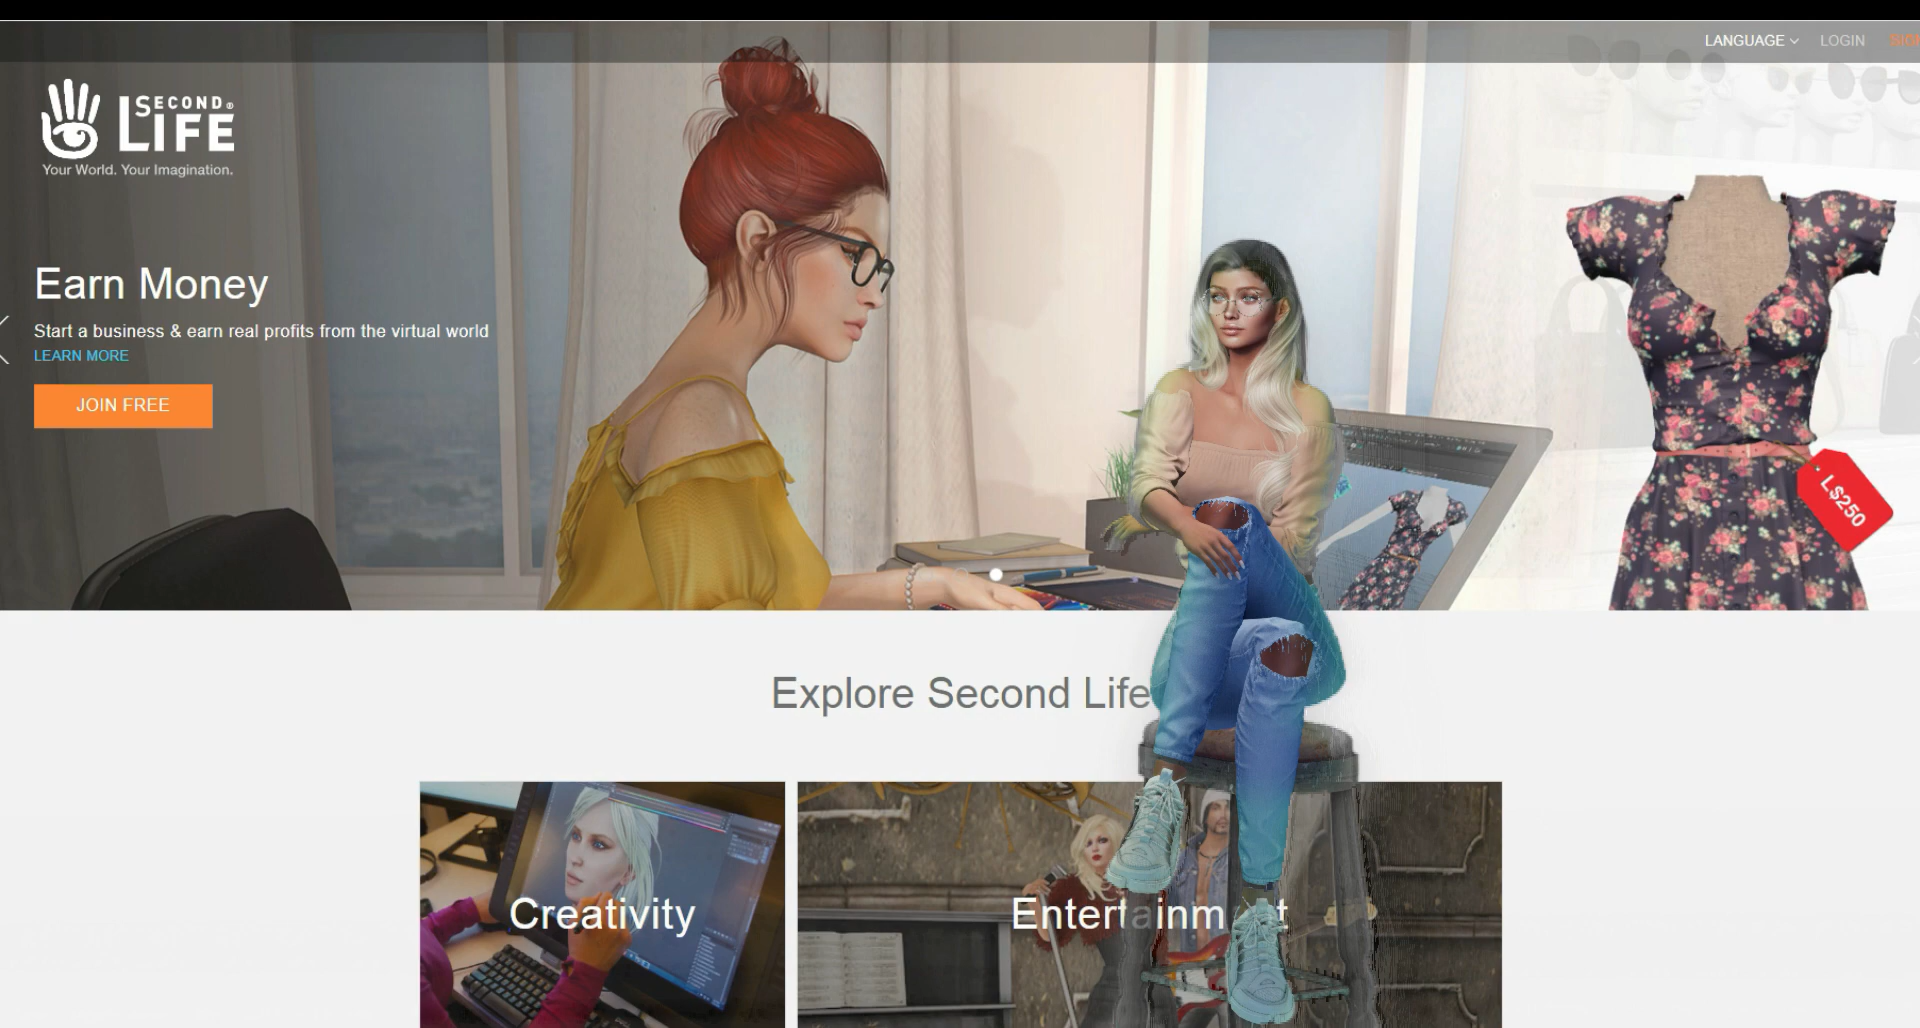 LANGUAGE LOGIN
SECOND®
LIFE
Your World. Your Imagination.
Earn Money
Start a business & earn real profits from the virtual world
LEARN MORE
JOIN FREE
L$250
Explore Second Life
Creativity